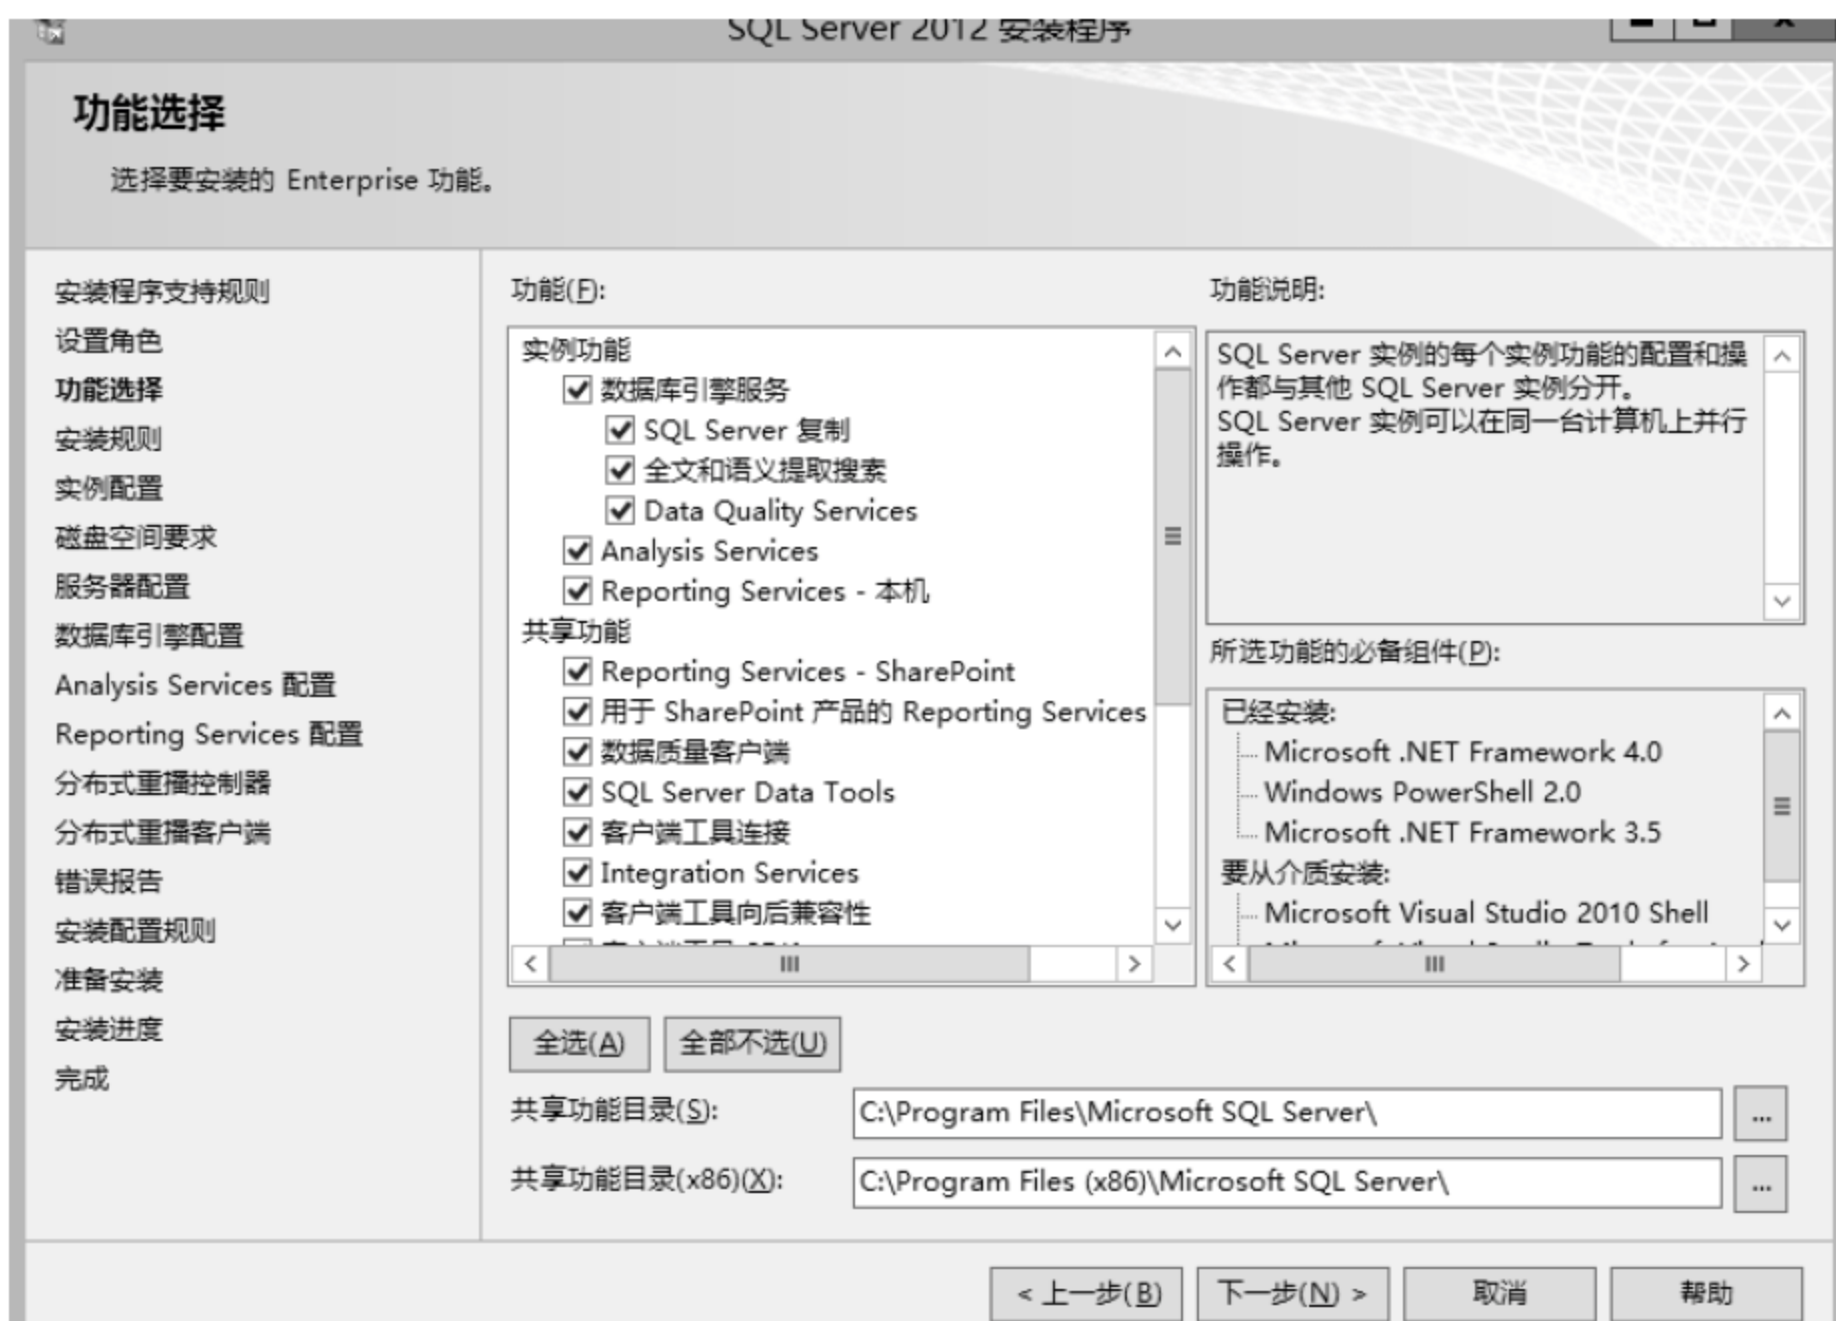 SQL Server 2012 安装程序
功能选择
选择要安装的 Enterprise 功能。
安装程序支持规则
设置角色
功能选择
安装规则
实例配置
磁盘空间要求
服务器配置
数据库引擎配置
Analysis Services 配置
Reporting Services 配置
分布式重播控制器
分布式重播客户端
错误报告
安装配置规则
准备安装
安装进度
完成
功能(F):
实例功能
数据库引擎服务
SQL Server 复制
全文和语义提取搜索
Data Quality Services
Analysis Services
Reporting Services - 本机
共享功能
Reporting Services - SharePoint
用于 SharePoint 产品的 Reporting Services
数据质量客户端
SQL Server Data Tools
客户端工具连接
Integration Services
客户端工具向后兼容性
功能说明:
SQL Server 实例的每个实例功能的配置和操
作都与其他 SQL Server 实例分开。
SQL Server 实例可以在同一台计算机上并行
操作。
所选功能的必备组件(P):
已经安装:
Microsoft .NET Framework 4.0
Windows PowerShell 2.0
Microsoft .NET Framework 3.5
要从介质安装:
Microsoft Visual Studio 2010 Shell
全选(A)
全部不选(U)
共享功能目录(S):
C:\Program Files\Microsoft SQL Server\
...
共享功能目录(x86)(X):
C:\Program Files (x86)\Microsoft SQL Server\
...
< 上一步(B)
下一步(N) >
取消
帮助